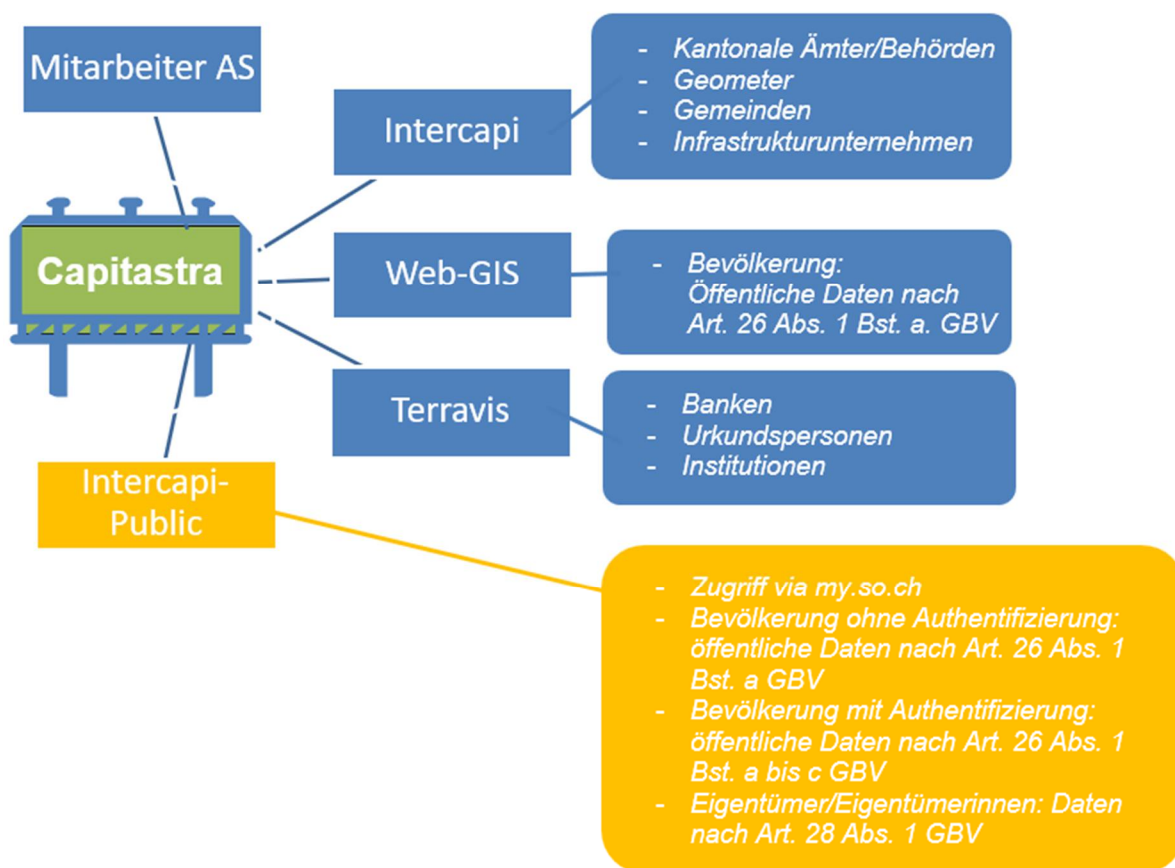 Mitarbeiter AS
Capitastra
Intercapi
- Kantonale Ämter/Behörden
- Geometer
- Gemeinden
- Infrastrukturunternehmen
Web-GIS
- Bevölkerung:
Öffentliche Daten nach
Art. 26 Abs. 1 Bst. a. GBV
Terravis
- Banken
- Urkundspersonen
- Institutionen
Intercapi-
Public
- Zugriff via my.so.ch
- Bevölkerung ohne Authentifizierung:
öffentliche Daten nach Art. 26 Abs. 1
Bst. a GBV
- Bevölkerung mit Authentifizierung:
öffentliche Daten nach Art. 26 Abs. 1
Bst. a bis c GBV
- Eigentümer/Eigentümerinnen: Daten
nach Art. 28 Abs. 1 GBV